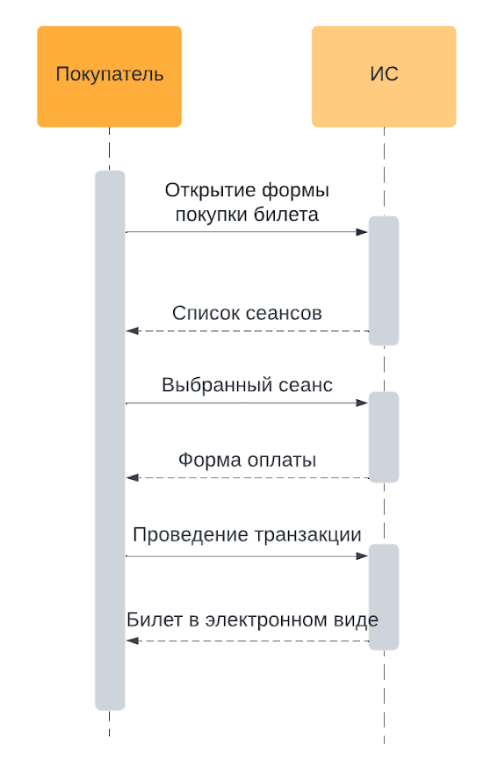 Покупатель
ИС
Открытие формы
покупки билета
Список сеансов
Выбранный сеанс
Форма оплаты
Проведение транзакции
Билет в электронном виде